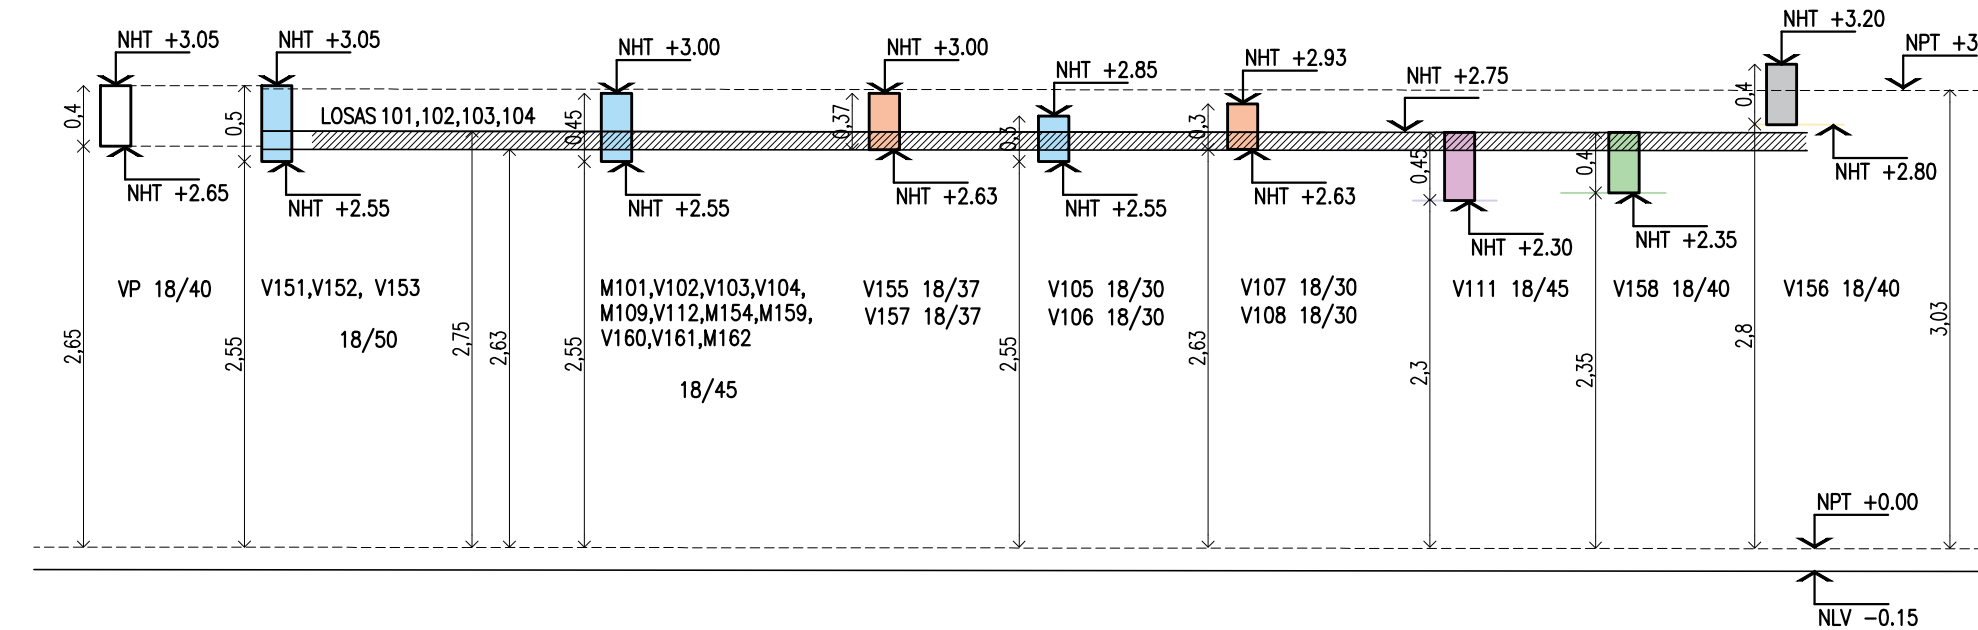 NHT +3.05
NHT +3.05
NHT +3.00
NHT +3.00
NHT +2.85
NHT +2.93
NHT +2.75
NHT +3.20
NPT +3
0,4
0,5
LOSAS 101,102,103,104
0,45
0,37
0,3
0,3
0,45
0,4
0,4
NHT +2.65
NHT +2.55
NHT +2.55
NHT +2.63
NHT +2.55
NHT +2.63
NHT +2.30
NHT +2.35
NHT +2.80
VP 18/40
V151,V152, V153
18/50
M101,V102,V103,V104,
M109,V112,M154,M159,
V160,V161,M162
18/45
V155 18/37
V157 18/37
V105 18/30
V106 18/30
V107 18/30
V108 18/30
V111 18/45
V158 18/40
V156 18/40
2,65
2,55
2,75
2,63
2,55
2,55
2,63
2,3
2,35
2,8
3,03
NPT +0.00
NLV −0.15